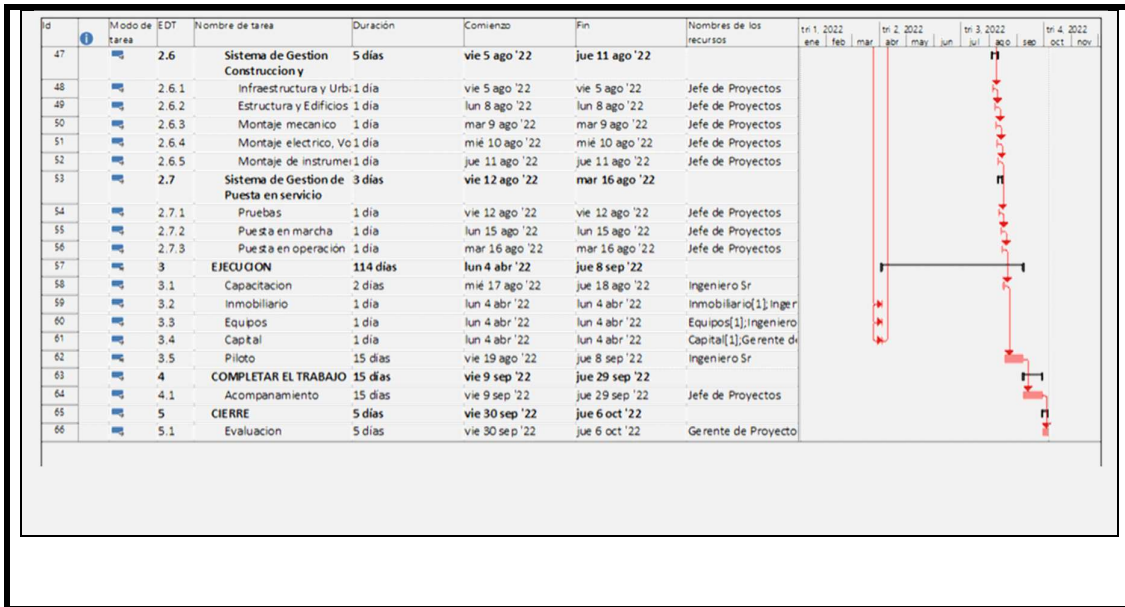 Id Modo de EDT Nombre de tarea Duración Comienzo Fin Nombres de los tri 1, 2022 tri 2, 2022 tri 3, 2022 tri 4, 2022
tarea recursos ene feb mar abr may jun jul ago sep oct nov
47 2.6 Sistema de Gestion 5 días vie 5 ago '22 jue 11 ago '22
Construccion y
48 2.6.1 Infraestructura y Urb 1 día vie 5 ago '22 vie 5 ago '22 Jefe de Proyectos
49 2.6.2 Estructura y Edificios 1 día lun 8 ago '22 lun 8 ago '22 Jefe de Proyectos
50 2.6.3 Montaje mecanico 1 día mar 9 ago '22 mar 9 ago '22 Jefe de Proyectos
51 2.6.4 Montaje electrico, Vo 1 día mié 10 ago '22 mié 10 ago '22 Jefe de Proyectos
52 2.6.5 Montaje de instrume 1 día jue 11 ago '22 jue 11 ago '22 Jefe de Proyectos
53 2.7 Sistema de Gestion de 3 días vie 12 ago '22 mar 16 ago '22
Puesta en servicio
54 2.7.1 Pruebas 1 día vie 12 ago '22 vie 12 ago '22 Jefe de Proyectos
55 2.7.2 Puesta en marcha 1 día lun 15 ago '22 lun 15 ago '22 Jefe de Proyectos
56 2.7.3 Puesta en operación 1 día mar 16 ago '22 mar 16 ago '22 Jefe de Proyectos
57 3 EJECUCION 114 días lun 4 abr '22 jue 8 sep '22
58 3.1 Capacitacion 2 días mié 17 ago '22 jue 18 ago '22 Ingeniero Sr
59 3.2 Inmobiliario 1 día lun 4 abr '22 lun 4 abr '22 Inmobiliario[1]; Inger
60 3.3 Equipos 1 día lun 4 abr '22 lun 4 abr '22 Equipos[1];Ingeniero
61 3.4 Capital 1 día lun 4 abr '22 lun 4 abr '22 Capital[1];Gerente de
62 3.5 Piloto 15 días vie 19 ago '22 jue 8 sep '22 Ingeniero Sr
63 4 COMPLETAR EL TRABAJO 15 días vie 9 sep '22 jue 29 sep '22
64 4.1 Acompanamiento 15 días vie 9 sep '22 jue 29 sep '22 Jefe de Proyectos
65 5 CIERRE 5 días vie 30 sep '22 jue 6 oct '22
66 5.1 Evaluacion 5 días vie 30 sep '22 jue 6 oct '22 Gerente de Proyecto